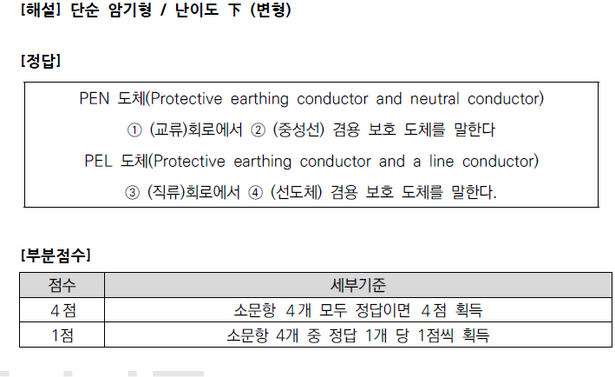 [해설] 단순 암기형 / 난이도 下 (변형)
[정답]
PEN 도체(Protective earthing conductor and neutral conductor)
① (교류)회로에서 ② (중성선) 겸용 보호 도체를 말한다
PEL 도체(Protective earthing conductor and a line conductor)
③ (직류)회로에서 ④ (선도체) 겸용 보호 도체를 말한다.
[부분점수]
점수 세부기준
4점 소문항 4개 모두 정답이면 4점 획득
1점 소문항 4개 중 정답 1개 당 1점씩 획득